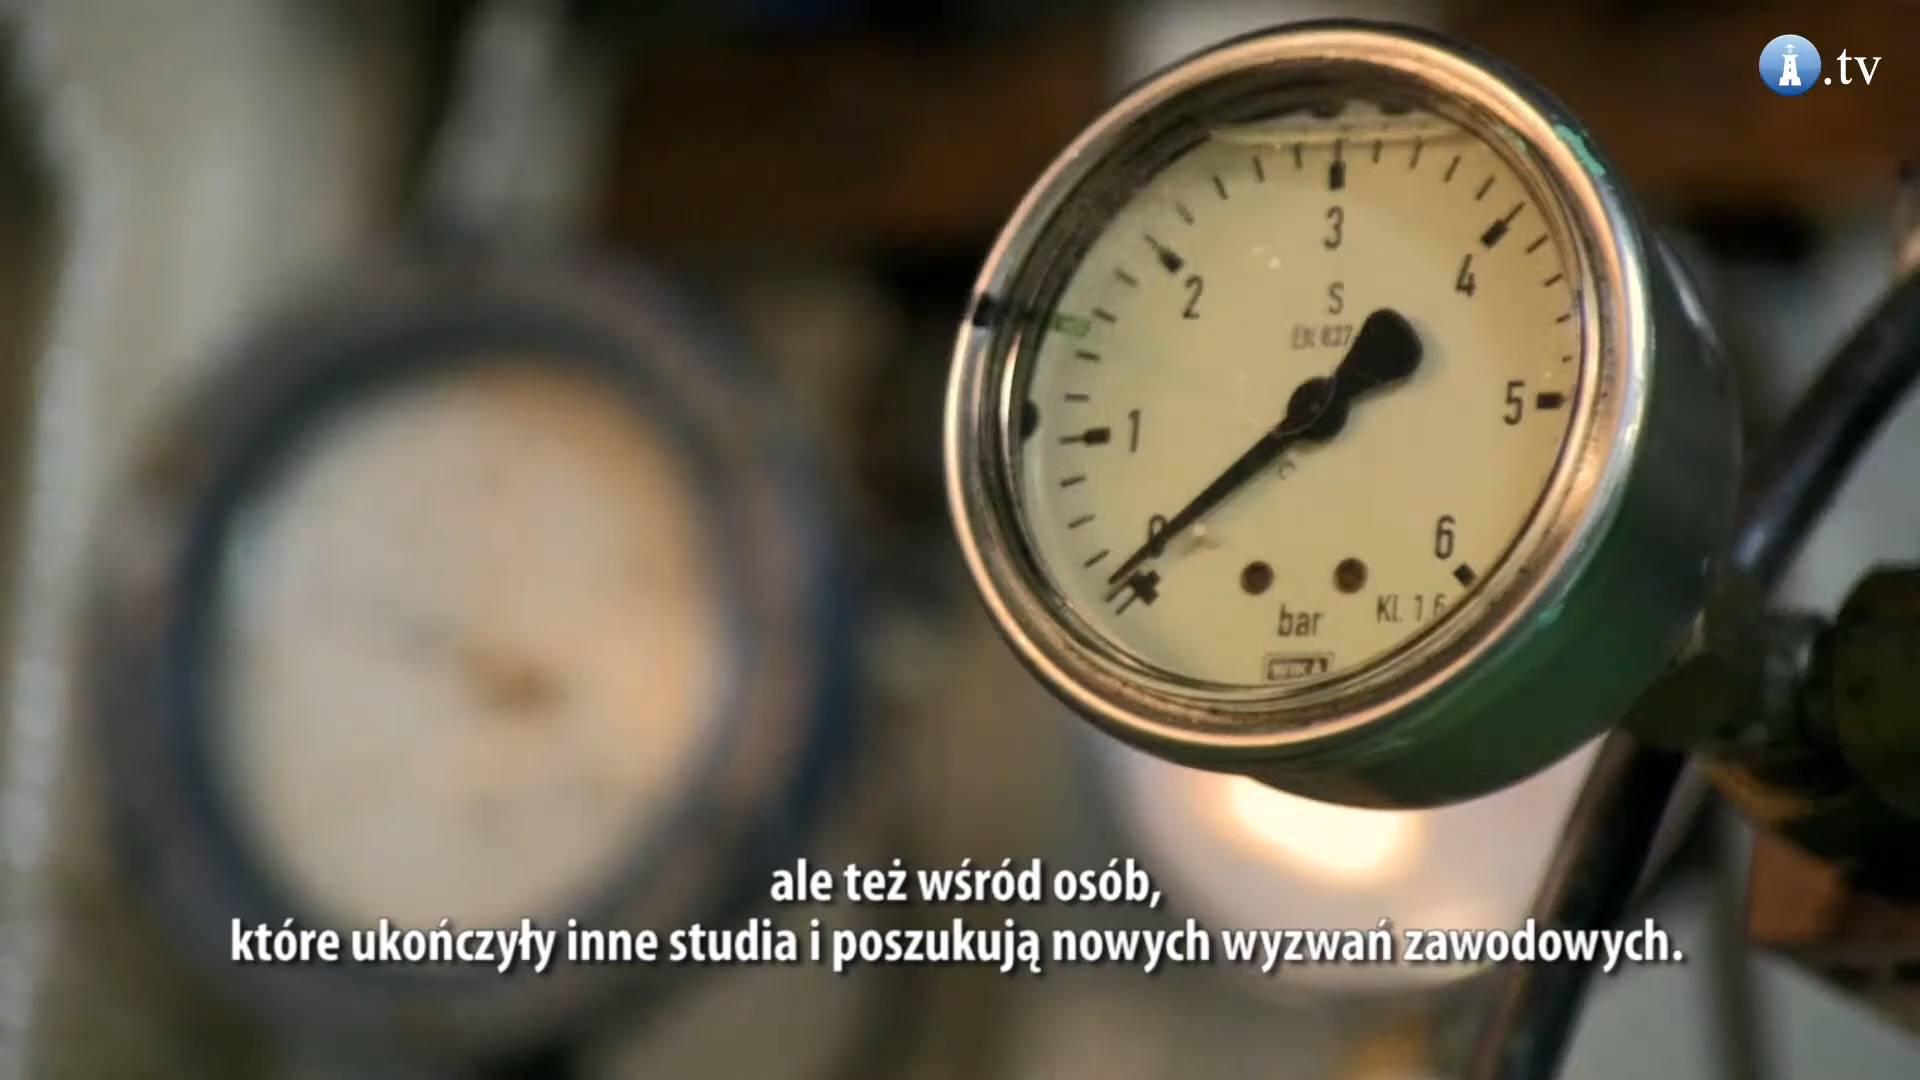 .tv
3
S
2
4
1
5
0
6
bar
Kl. 1,6
WIKA
ale też wśród osób,
które ukończyły inne studia i poszukują nowych wyzwań zawodowych.